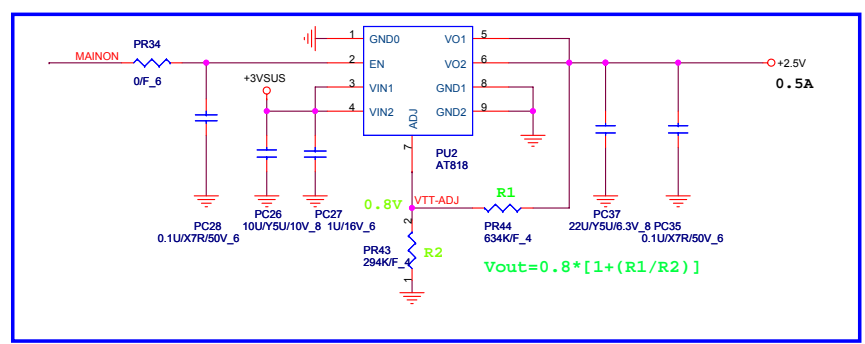 PR34
MAINON
0/F_6
+3VSUS
1 GND0 VO1 5
2 EN VO2 6
3 VIN1 GND1 8
4 VIN2 GND2 9
ADJ
7
PU2
AT818
+2.5V
0.5A
0.8V
VTT-ADJ
R1
PC28
0.1U/X7R/50V_6
PC26
10U/Y5U/10V_8
PC27
1U/16V_6
2
PR43
294K/F_4
R2
1
PR44
634K/F_4
PC37
22U/Y5U/6.3V_8
PC35
0.1U/X7R/50V_6
Vout=0.8*[1+(R1/R2)]